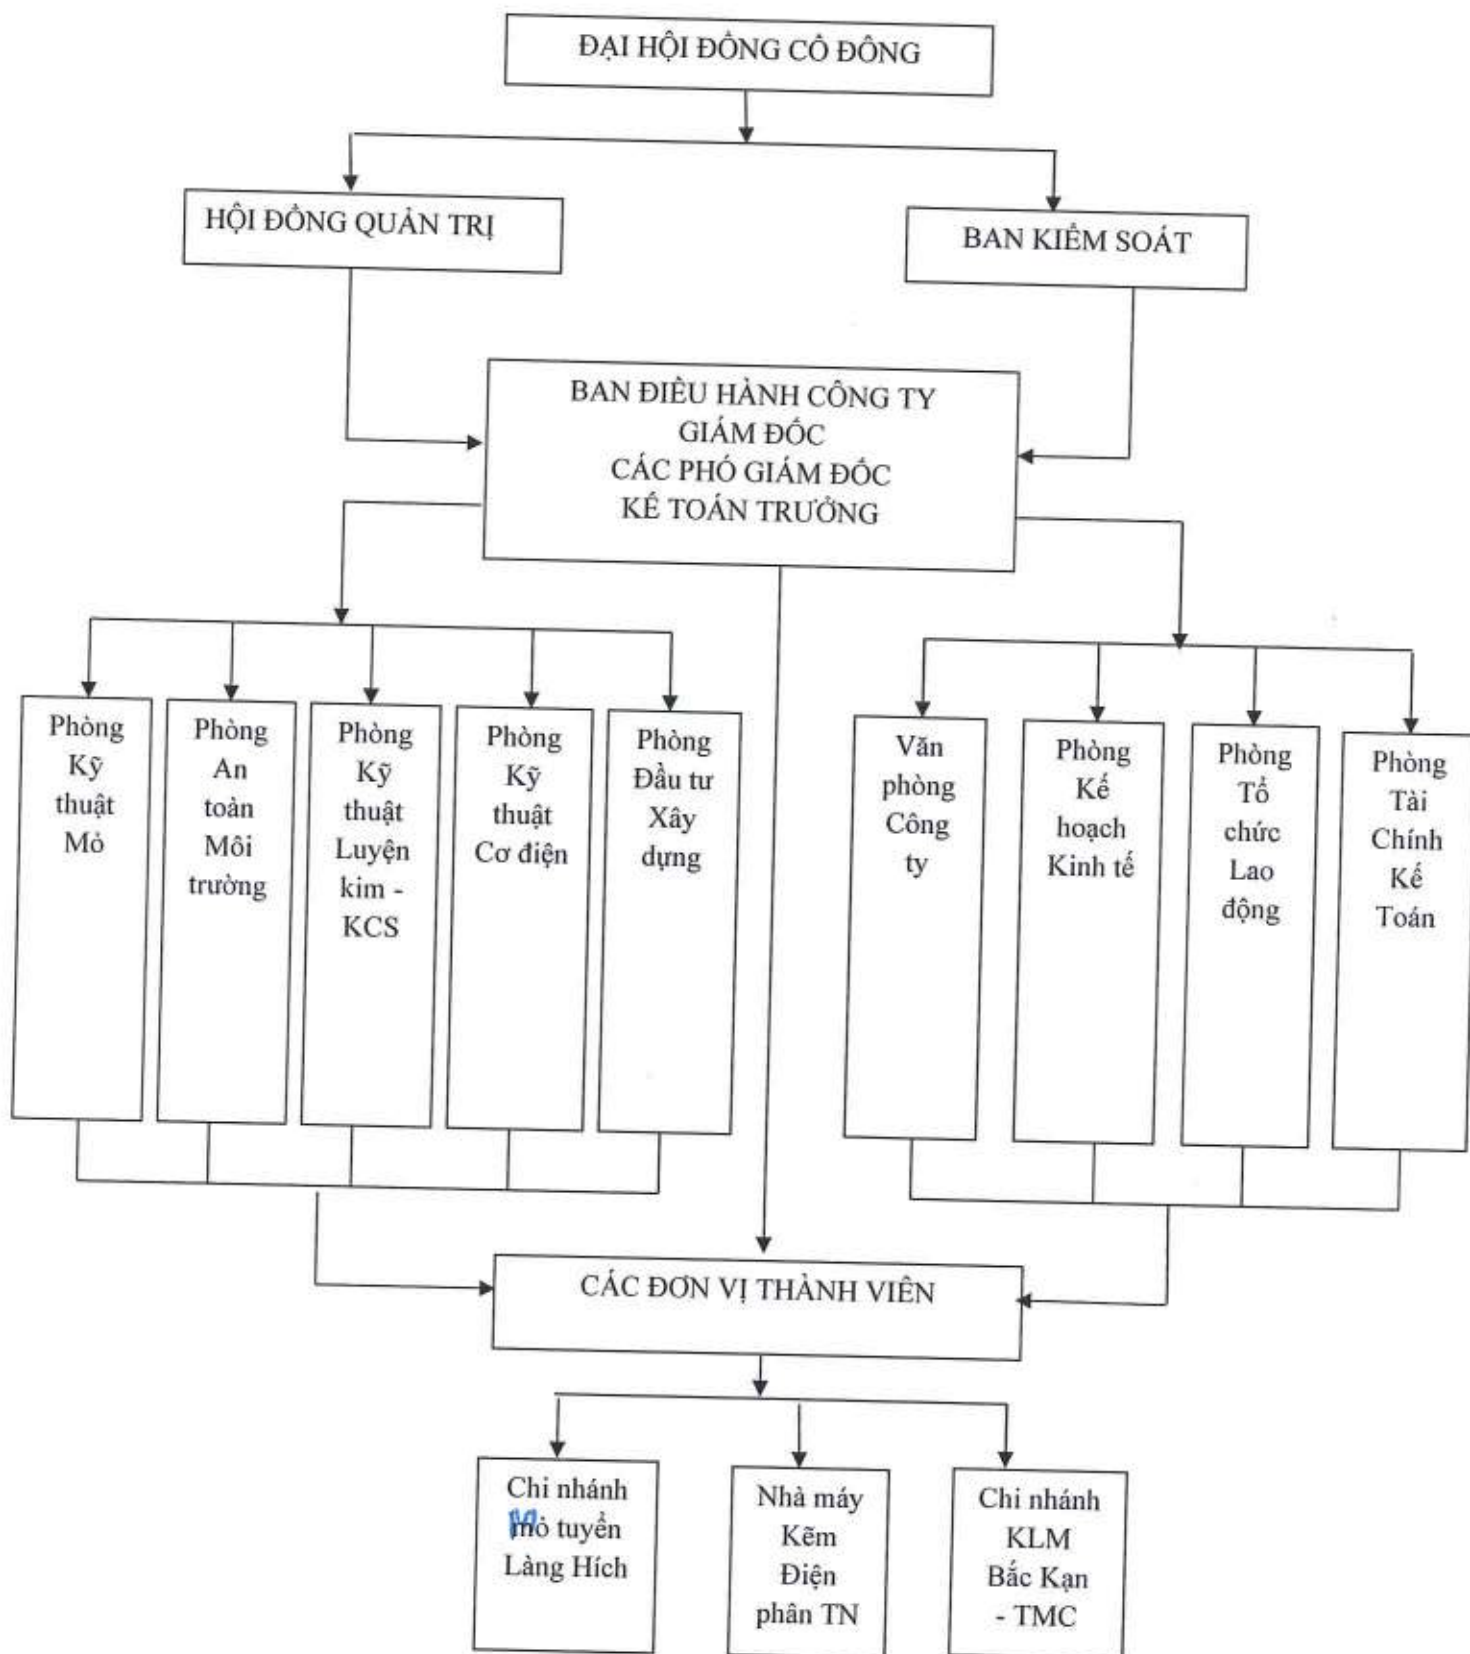 ĐẠI HỘI ĐỒNG CỔ ĐÔNG
HỘI ĐỒNG QUẢN TRỊ
BAN KIỂM SOÁT
BAN ĐIỀU HÀNH CÔNG TY
GIÁM ĐỐC
CÁC PHÓ GIÁM ĐỐC
KẾ TOÁN TRƯỞNG
Phòng
Kỹ
thuật
Mỏ
Phòng
An
toàn
Môi
trường
Phòng
Kỹ
thuật
Luyện
kim -
KCS
Phòng
Kỹ
thuật
Cơ điện
Phòng
Đầu tư
Xây
dựng
Văn
phòng
Công
ty
Phòng
Kế
hoạch
Kinh tế
Phòng
Tổ
chức
Lao
động
Phòng
Tài
Chính
Kế
Toán
CÁC ĐƠN VỊ THÀNH VIÊN
Chi nhánh
mỏ tuyển
Làng Hích
Nhà máy
Kẽm
Điện
phân TN
Chi nhánh
KLM
Bắc Kạn
- TMC